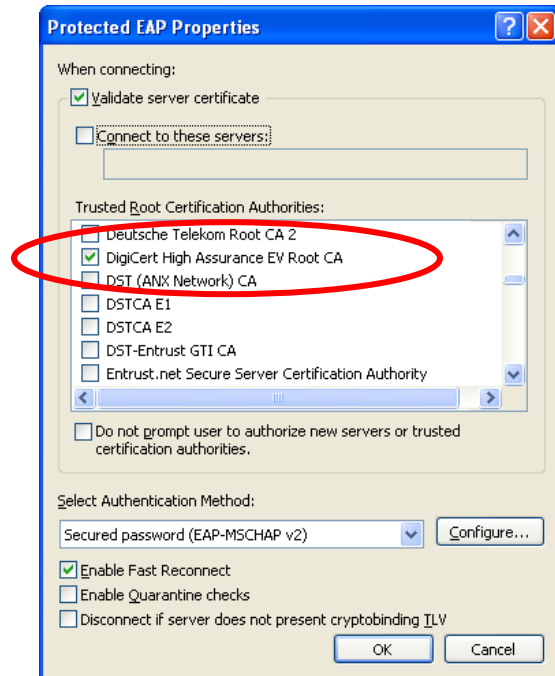 Protected EAP Properties
When connecting:
Validate server certificate
Connect to these servers:
Trusted Root Certification Authorities:
Deutsche Telekom Root CA 2
DigiCert High Assurance EV Root CA
DST (ANX Network) CA
DSTCA E1
DSTCA E2
DST-Entrust GTI CA
Entrust.net Secure Server Certification Authority
Do not prompt user to authorize new servers or trusted
certification authorities.
Select Authentication Method:
Secured password (EAP-MSCHAP v2) Configure...
Enable Fast Reconnect
Enable Quarantine checks
Disconnect if server does not present cryptobinding TLV
OK Cancel